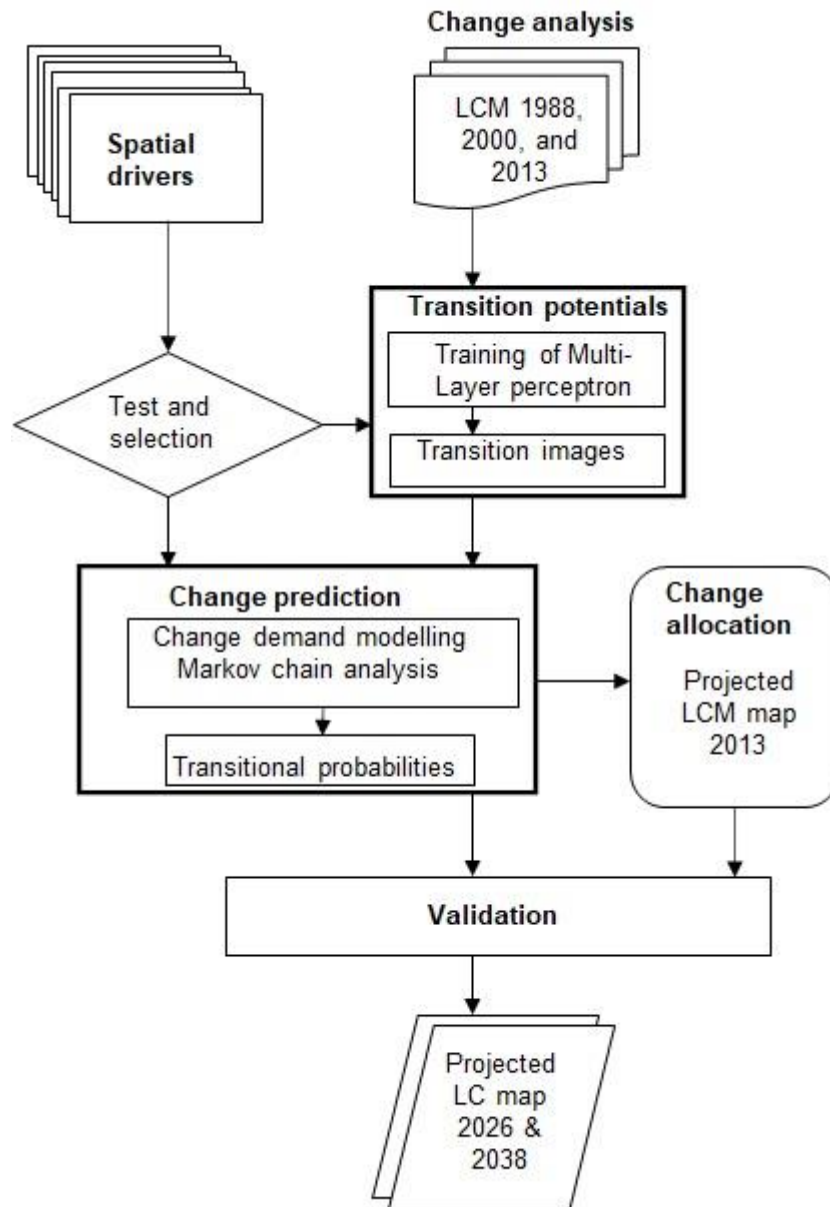 Change analysis
LCM 1988,
2000, and
2013
Spatial
drivers
Transition potentials
Training of Multi-
Layer perceptron
Transition images
Test and
selection
Change prediction
Change demand modelling
Markov chain analysis
Transitional probabilities
Change
allocation
Projected
LCM map
2013
Validation
Projected
LC map
2026 &
2038